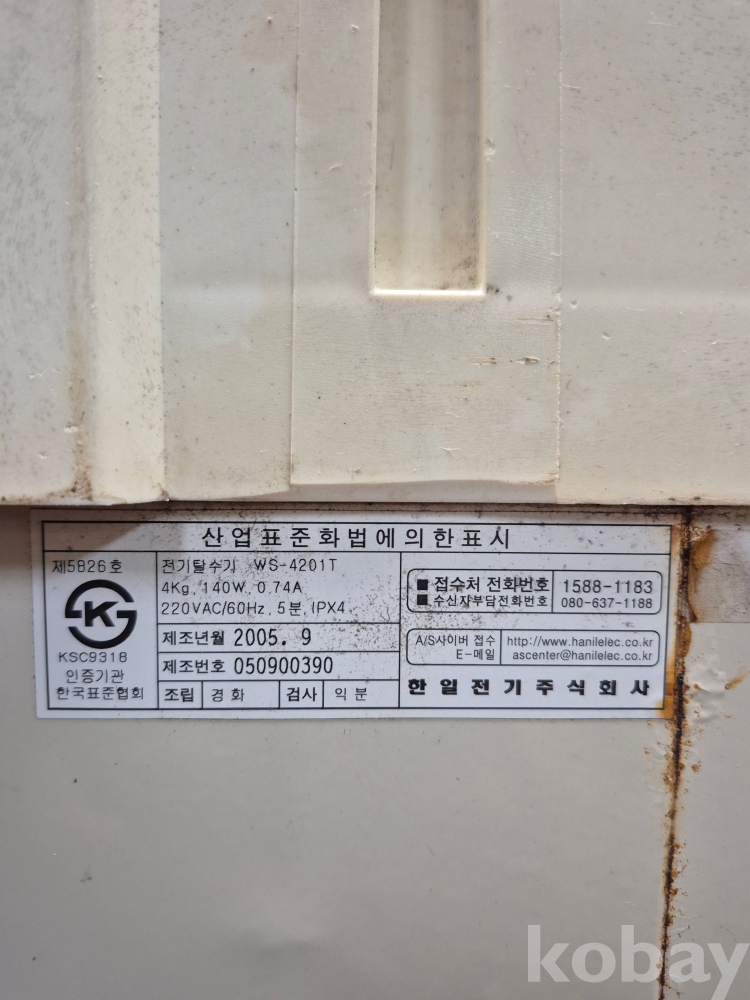 산업표준화법에의한표시
제5826호
K
KSC9318
인증기관
한국표준협회
전기탈수기 WS-4201T
4Kg, 140W, 0.74A
220VAC/60Hz, 5분, IPX4
제조년월 2005. 9
제조번호 050900390
조립 경화 검사 익분
■ 접수처 전화번호 1588-1183
■ 수신자부담전화번호 080-637-1188
A/S사이버 접수 http://www.hanilelec.co.kr
E-메일 ascenter@hanilelec.co.kr
한일전기주식회사
kobay